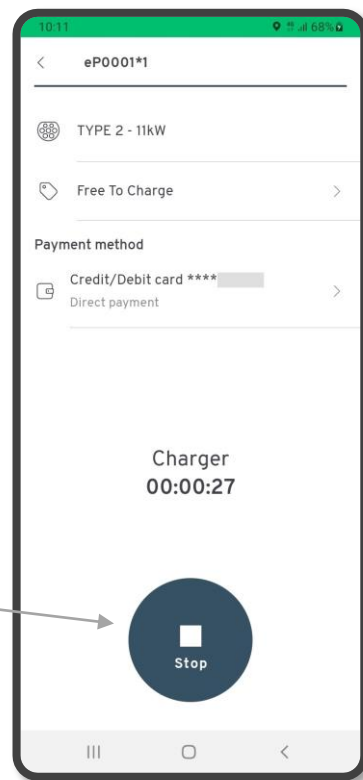 10:11
68%
eP0001*1
TYPE 2 - 11kW
Free To Charge
Payment method
Credit/Debit card ****
Direct payment
Charger
00:00:27
Stop